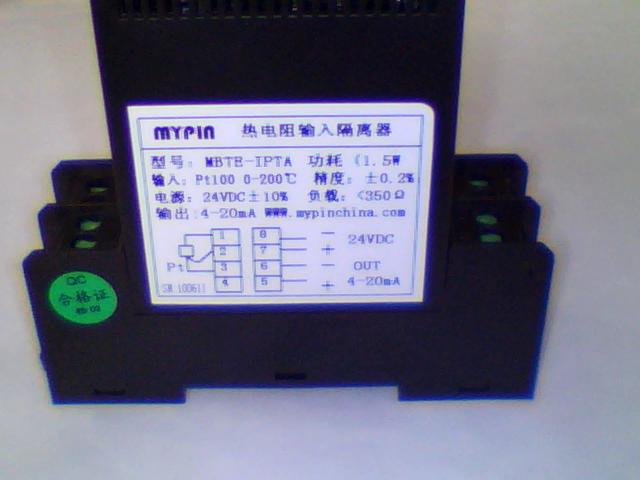 MYPIN 热电阻输入隔离器
型号: MBTE-IPTA 功耗 〈1.5W
输入: Pt100 0-200℃ 精度: ±0.2%
电源: 24VDC±10% 负载: <350Ω
输出: 4-20mA www.mypinchina.com
1 8 −
2 7 + 24VDC
Pt 3 6 − OUT
4 5 + 4-20mA
SN 100611
QC
合格证